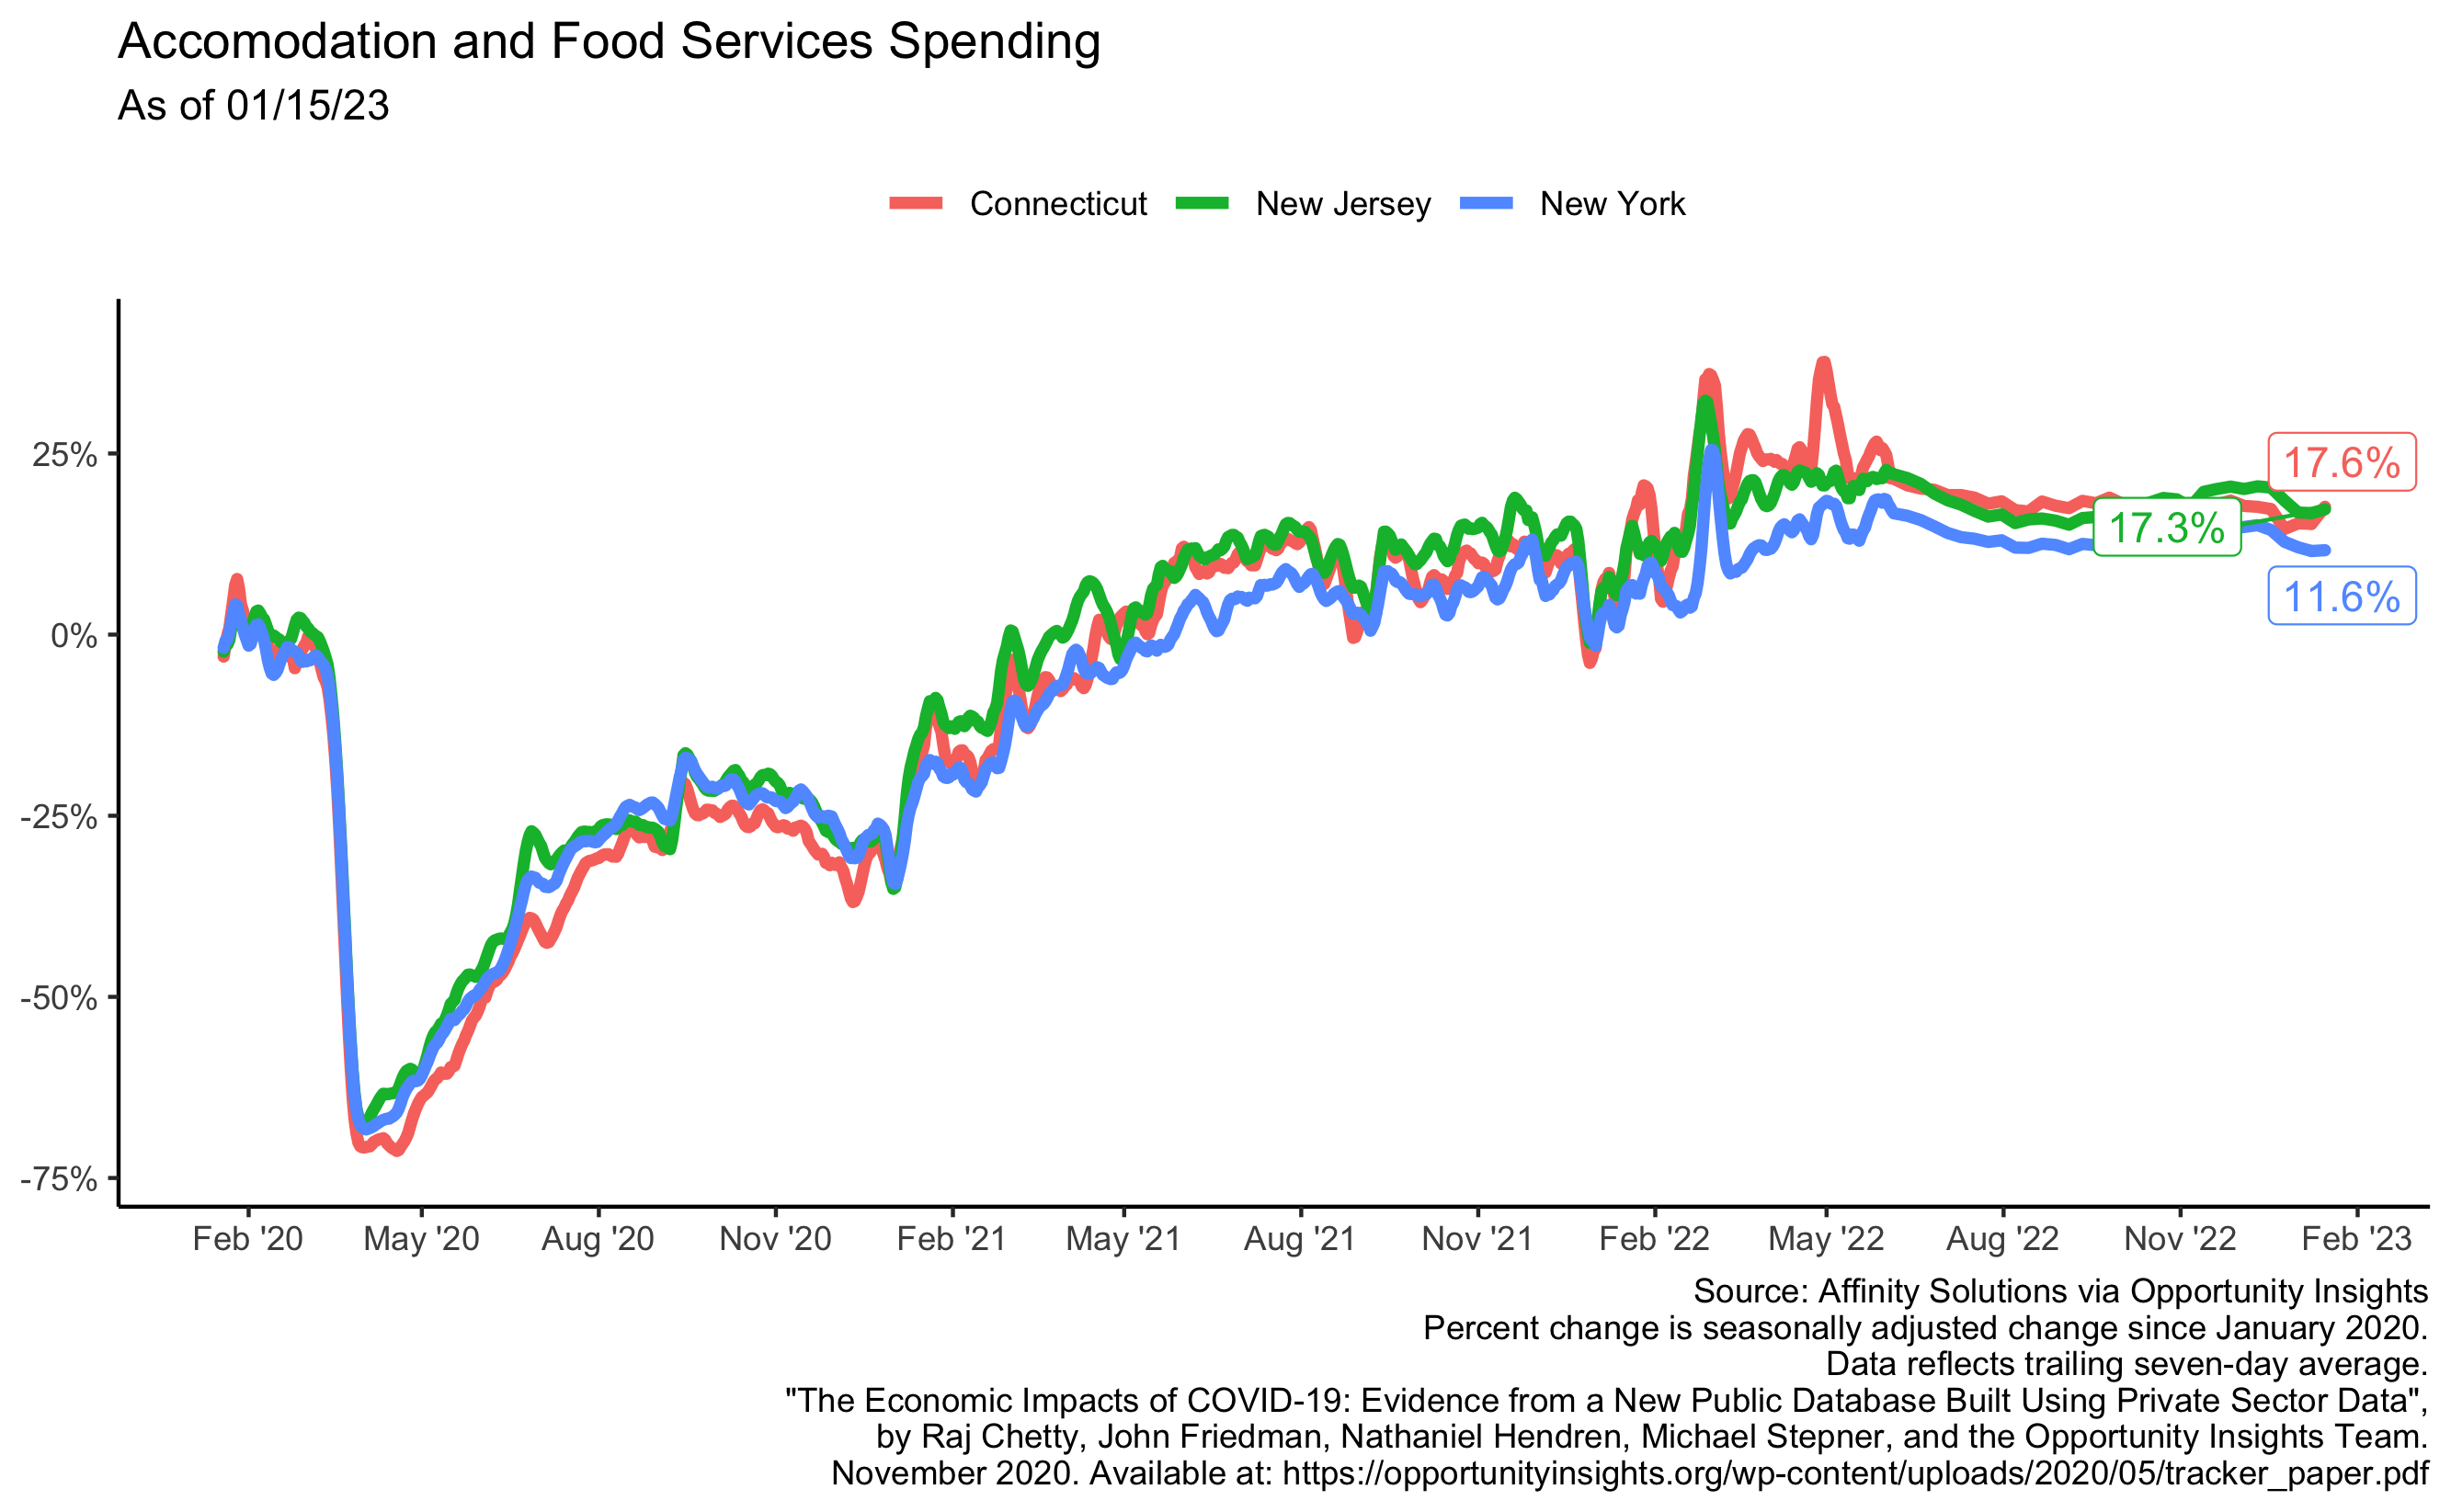 Accomodation and Food Services Spending
As of 01/15/23
Connecticut New Jersey New York
25%
0%
-25%
-50%
-75%
17.6%
17.3%
11.6%
Feb '20 May '20 Aug '20 Nov '20 Feb '21 May '21 Aug '21 Nov '21 Feb '22 May '22 Aug '22 Nov '22 Feb '23
Source: Affinity Solutions via Opportunity Insights
Percent change is seasonally adjusted change since January 2020.
Data reflects trailing seven-day average.
"The Economic Impacts of COVID-19: Evidence from a New Public Database Built Using Private Sector Data",
by Raj Chetty, John Friedman, Nathaniel Hendren, Michael Stepner, and the Opportunity Insights Team.
November 2020. Available at: https://opportunityinsights.org/wp-content/uploads/2020/05/tracker_paper.pdf